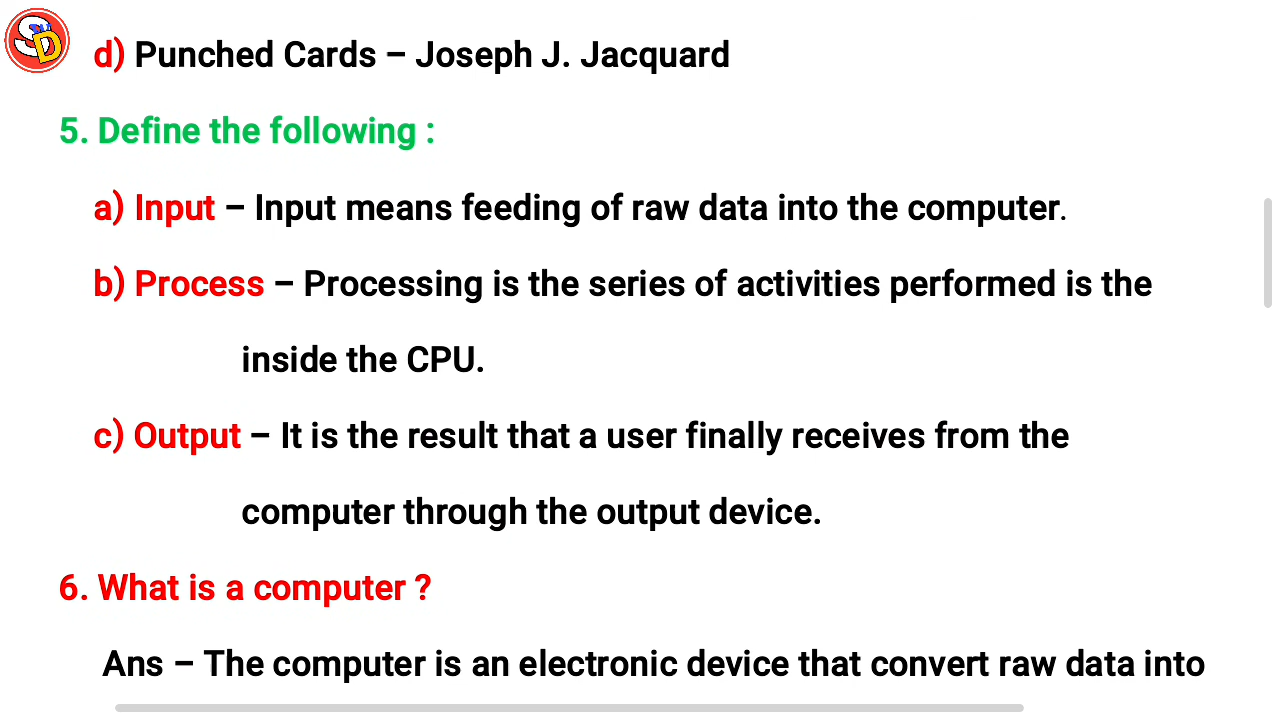 SD
d) Punched Cards – Joseph J. Jacquard
5. Define the following :
a) Input – Input means feeding of raw data into the computer.
b) Process – Processing is the series of activities performed is the
inside the CPU.
c) Output – It is the result that a user finally receives from the
computer through the output device.
6. What is a computer ?
Ans – The computer is an electronic device that convert raw data into